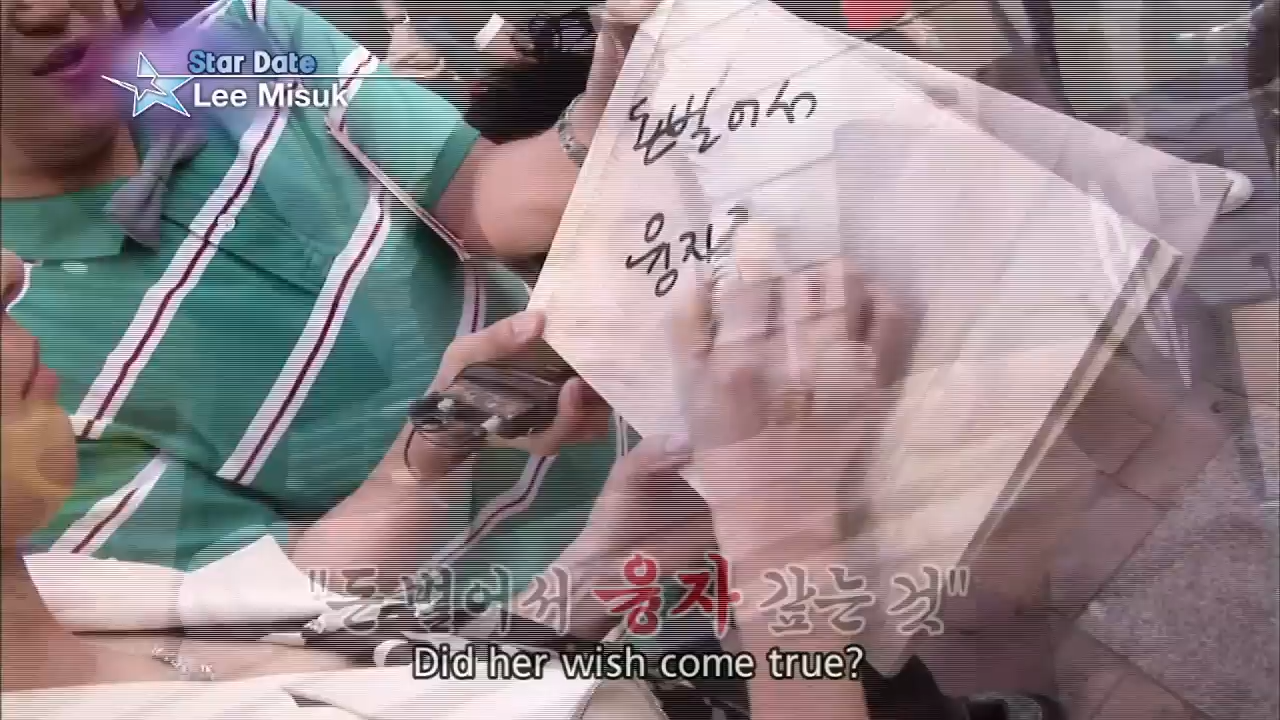 Star Date
Lee Misuk
돈벌어서
융자
"돈 벌어서 융자 갚는 것"
Did her wish come true?